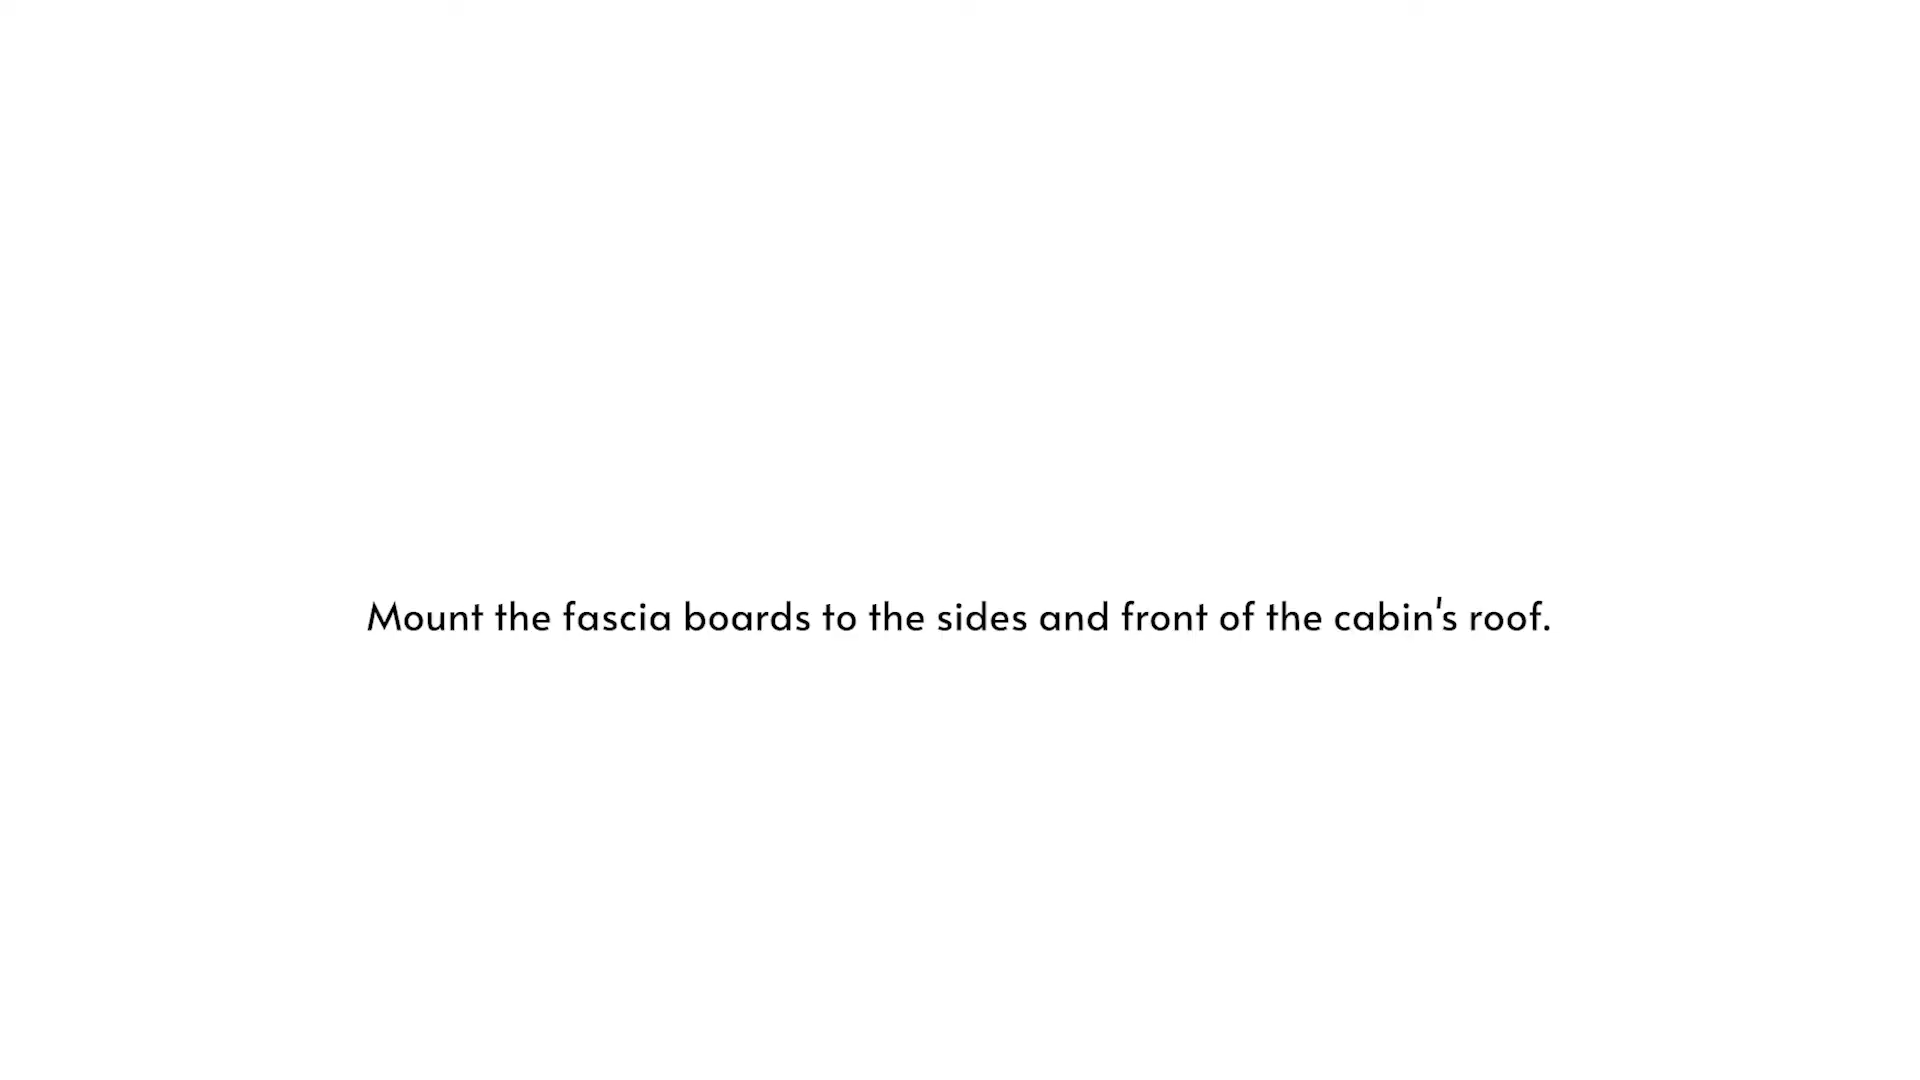 Mount the fascia boards to the sides and front of the cabin's roof.